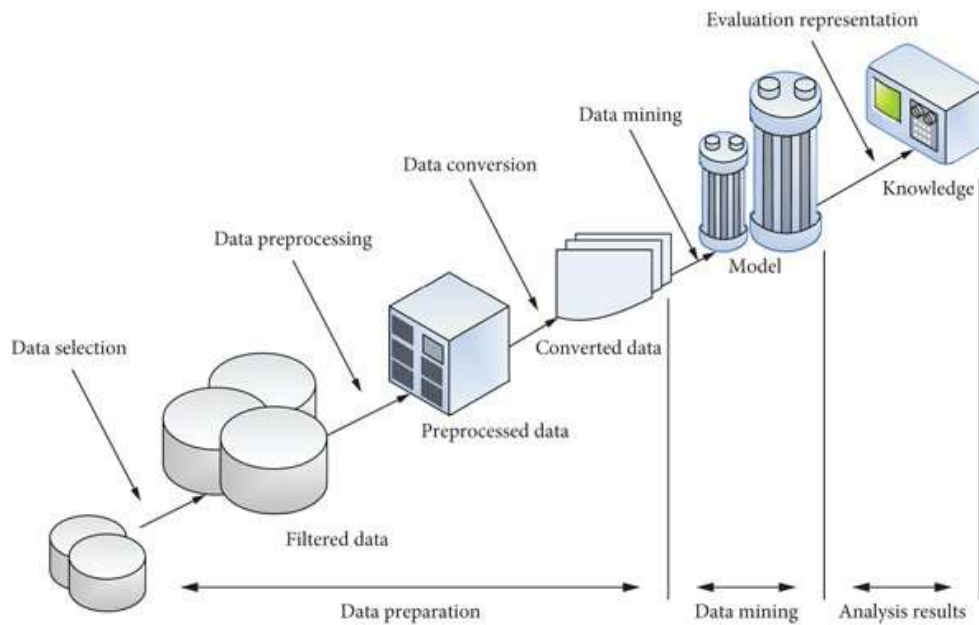 Evaluation representation
Data mining
Knowledge
Data conversion
Model
Data preprocessing
Converted data
Data selection
Preprocessed data
Filtered data
Data preparation
Data mining
Analysis results